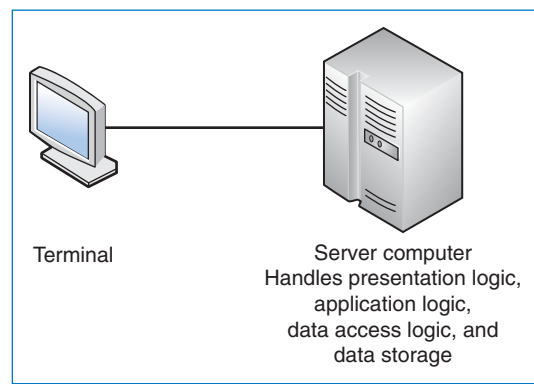 Terminal
Server computer
Handles presentation logic,
application logic,
data access logic, and
data storage